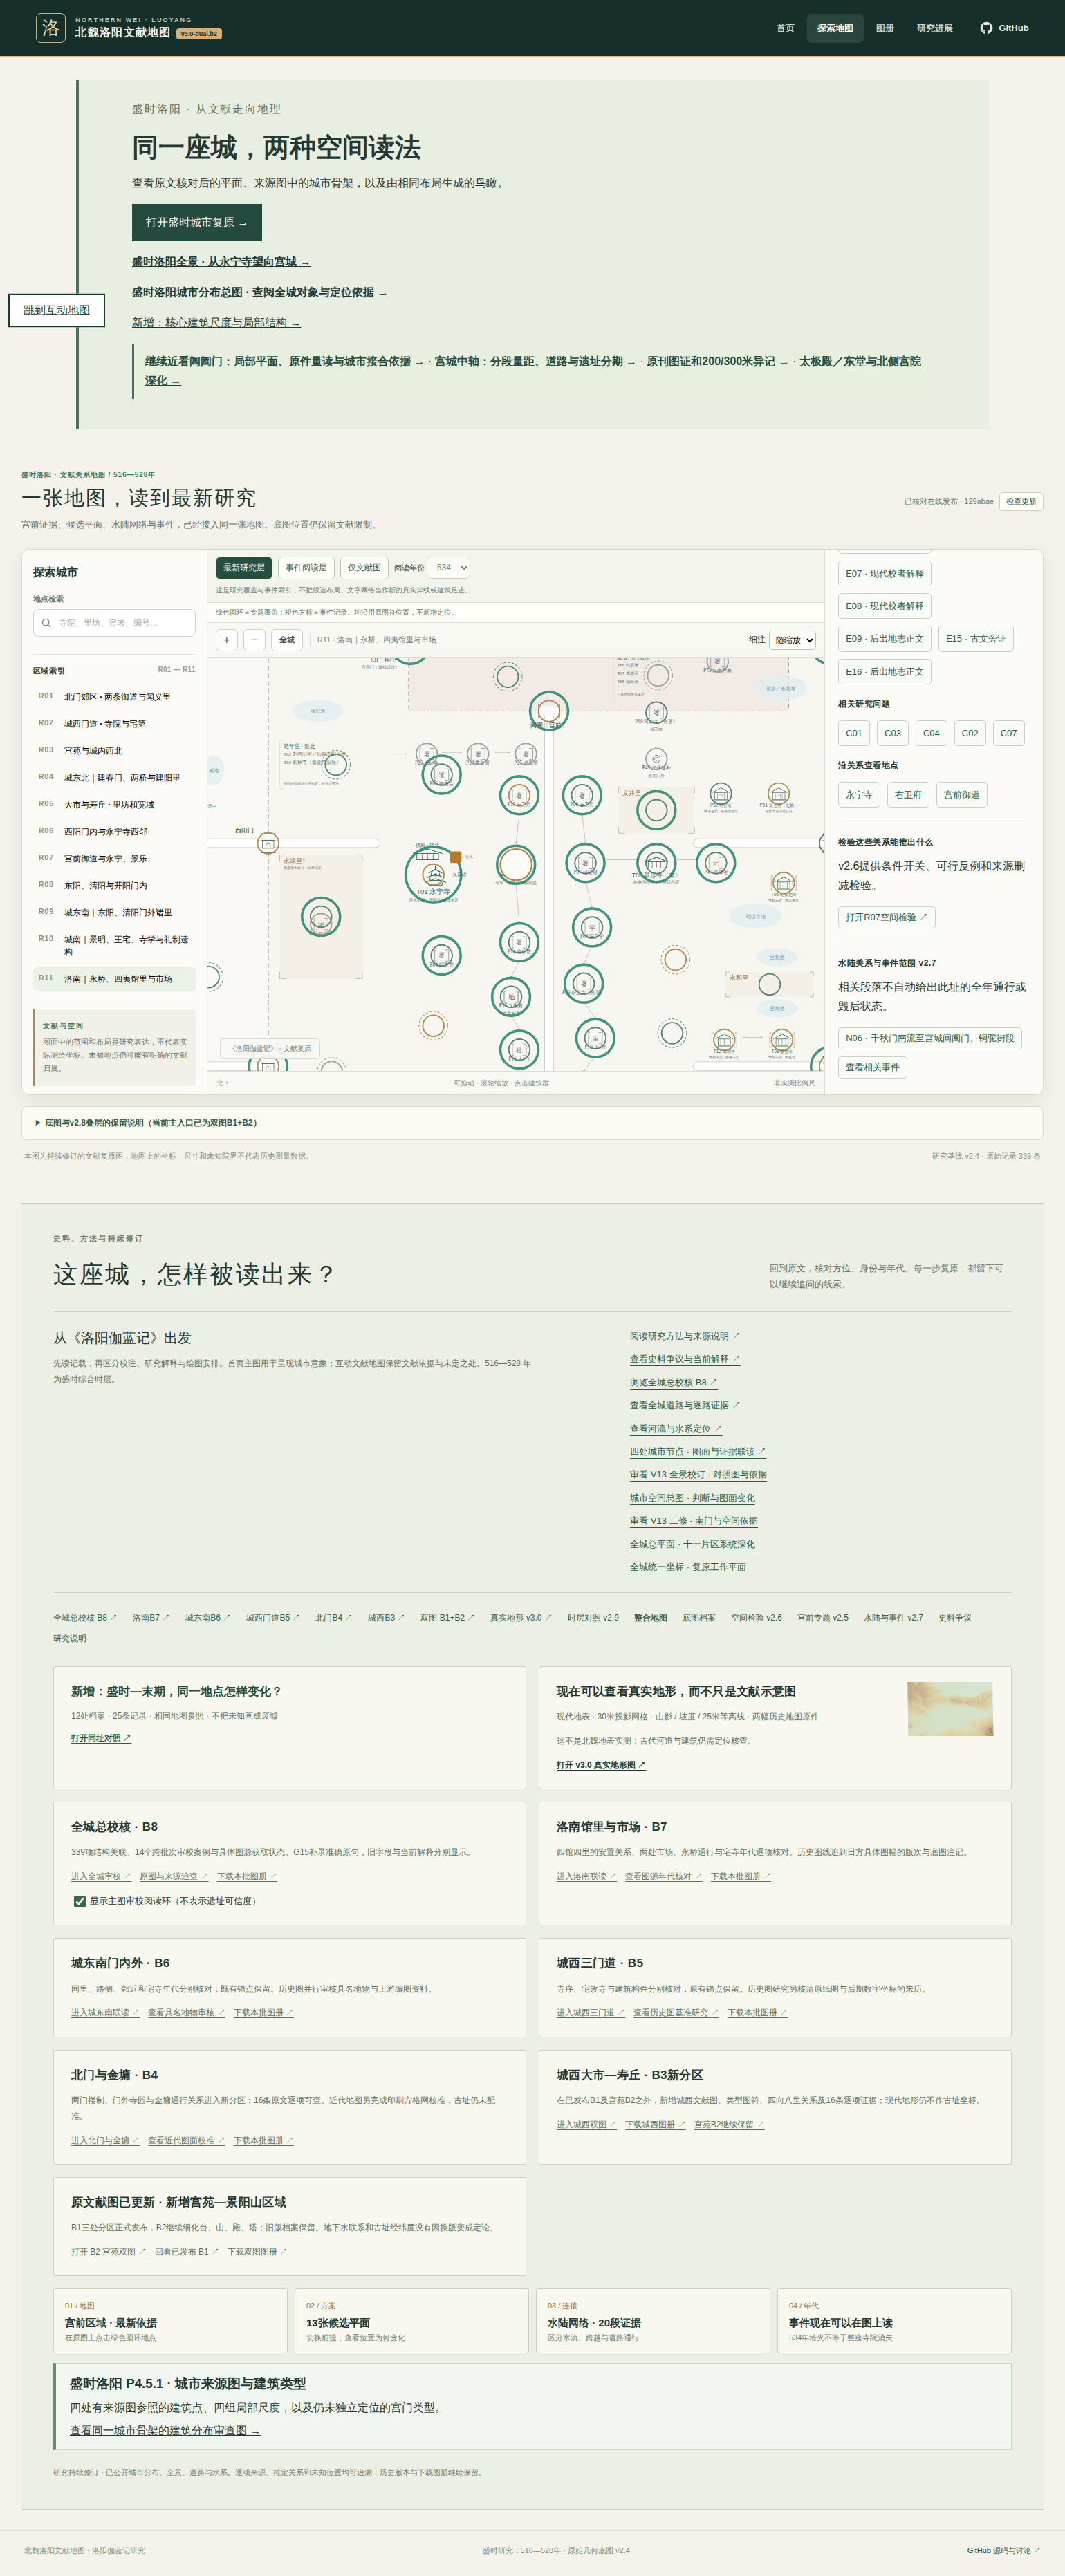 洛
NORTHERN WEI · LUOYANG
北魏洛阳文献地图 v3.0-dual.b2
首页 探索地图 图册 研究进展 GitHub
盛时洛阳 · 从文献走向地理
同一座城，两种空间读法
查看原文核对后的平面、来源图中的城市骨架，以及由相同布局生成的鸟瞰。
打开盛时城市复原 →
盛时洛阳全景 · 从永宁寺望向宫城 →
盛时洛阳城市分布总图 · 查阅全城对象与定位依据 →
跳到互动地图
新增：核心建筑尺度与局部结构 →
继续近看阊阖门：局部平面、原件量读与城市接合依据 → · 宫城中轴：分段量距、道路与遗址分期 → · 原刊图证和200/300米异记 → · 太极殿／东堂与北侧宫院
深化 →
盛时洛阳 · 文献关系地图 / 516—528年
一张地图，读到最新研究
已核对在线发布 · 129abae 检查更新
宫前证据、候选平面、水陆网络与事件，已经接入同一张地图。底图位置仍保留文献限制。
探索城市
地点检索
寺院、里坊、官署、编号…
区域索引 R01 — R11
R01 北门郊区 · 两条御道与闻义里
R02 城西门道 · 寺院与宅第
R03 宫苑与城内西北
R04 城东北｜建春门、两桥与建阳里
R05 大市与寿丘 · 里坊和宽域
R06 西阳门内与永宁寺西邻
R07 宫前御道与永宁、景乐
R08 东阳、清阳与开阳门内
R09 城东南｜东阳、清阳门外诸里
R10 城南｜景明、王宅、寺学与礼制遗
构
R11 洛南｜永桥、四夷馆里与市场
文献与空间
图面中的范围和布局是研究表达，不代表实
际测绘坐标。未知地点仍可能有明确的文献
归属。
最新研究层 事件阅读层 仅文献图 阅读年份 534
这是研究覆盖与事件索引，不把候选布局、文字网络当作新的真实岸线或建筑足迹。
绿色圆环＝专题覆盖；橙色方标＝事件记录。均沿用原图符位置，不新增定位。
+ − 全城 R11 · 洛南｜永桥、四夷馆里与市场 细注 随缩放
延年里 · 道北
西阳门
义井里
永康里?
T01 永宁寺
永和里
《洛阳伽蓝记》 · 文献复原
北 ↑ 可拖动 · 滚轮缩放 · 点击建筑群 非实测比例尺
E07 · 现代校者解释
E08 · 现代校者解释
E09 · 后出地志正文 E15 · 古文旁证
E16 · 后出地志正文
相关研究问题
C01 C03 C04 C02 C07
沿关系查看地点
永宁寺 右卫府 宫前御道
检验这些关系能推出什么
v2.6提供条件开关、可行反例和来源删
减检验。
打开R07空间检验 ↗
水陆关系与事件范围 v2.7
相关段落不自动给出此址的全年通行或
毁后状态。
N06 · 千秋门南流至宫城阊阖门、铜驼街段
查看相关事件
底图与v2.8叠层的保留说明（当前主入口已为双图B1+B2）
本图为持续修订的文献复原图，地图上的坐标、尺寸和未知院界不代表历史测量数据。 研究基线 v2.4 · 原始记录 339 条
史料、方法与持续修订
这座城，怎样被读出来？
回到原文，核对方位、身份与年代。每一步复原，都留下可
以继续追问的线索。
从《洛阳伽蓝记》出发
先读记载，再区分校注、研究解释与绘图安排。首页主图用于呈现城市意象；互动文献地图保留文献依据与未定之处。516—528 年
为盛时综合时层。
阅读研究方法与来源说明 ↗
查看史料争议与当前解释 ↗
浏览全城总校核 B8 ↗
查看全城道路与逐路证据 ↗
查看河流与水系定位 ↗
四处城市节点 · 图面与证据联读 ↗
审看 V13 全景校订 · 对照图与依据
城市空间总图 · 判断与图面变化
审看 V13 二修 · 南门与空间依据
全城总平面 · 十一片区系统深化
全城统一坐标 · 复原工作平面
全城总校核 B8 ↗ 洛南B7 ↗ 城东南B6 ↗ 城西门道B5 ↗ 北门B4 ↗ 城西B3 ↗ 双图 B1+B2 ↗ 真实地形 v3.0 ↗ 时层对照 v2.9 整合地图 底图档案 空间检验 v2.6 宫前专题 v2.5 水陆与事件 v2.7 史料争议
研究说明
新增：盛时—末期，同一地点怎样变化？
12处档案 · 25条记录 · 相同地图参照 · 不把未知画成废墟
打开同址对照 ↗
现在可以查看真实地形，而不只是文献示意图
现代地表 · 30米投影网格 · 山影 / 坡度 / 25米等高线 · 两幅历史地图原件
这不是北魏地表实测；古代河道与建筑仍需定位核查。
打开 v3.0 真实地形图 ↗
全城总校核 · B8
339项结构关联、14个跨批次审校案例与具体图源获取状态。G15补录准确原句，旧字段与当前解释分别显示。
进入全城审校 ↗ 原图与来源追查 ↗ 下载本批图册 ↗
显示主图审校阅读环（不表示遗址可信度）
洛南馆里与市场 · B7
四馆四里的安置关系、两处市场、永桥通行与宅寺年代逐项核对。历史图线追到日方具体图幅的版次与底图注记。
进入洛南联读 ↗ 查看图源年代核对 ↗ 下载本批图册 ↗
城东南门内外 · B6
同里、路侧、邻近和宅寺年代分别核对；既有锚点保留。历史图并行审核具名地物与上游编图资料。
进入城东南联读 ↗ 查看具名地物审核 ↗ 下载本批图册 ↗
城西三门道 · B5
寺序、宅改寺与建筑构件分别核对；原有锚点保留。历史图研究另核清原纸图与后期数字坐标的来历。
进入城西三门道 ↗ 查看历史图基准研究 ↗ 下载本批图册 ↗
北门与金墉 · B4
两门楼制、门外寺园与金墉通行关系进入新分区；16条原文逐项可查。近代地图另完成印刷方格网校准，古址仍未配
准。
进入北门与金墉 ↗ 查看近代图面校准 ↗ 下载本批图册 ↗
城西大市—寿丘 · B3新分区
在已发布B1及宫苑B2之外，新增城西文献图、类型图符、四向八里关系及16条逐项证据；现代地形仍不作古址坐标。
进入城西双图 ↗ 下载城西图册 ↗ 宫苑B2继续保留 ↗
原文献图已更新 · 新增宫苑—景阳山区域
B1三处分区正式发布，B2继续细化台、山、殿、塔；旧版档案保留。地下水联系和古址经纬度没有因换版变成定论。
打开 B2 宫苑双图 ↗ 回看已发布 B1 ↗ 下载双图图册 ↗
01 / 地图
宫前区域 · 最新依据
在原图上点击绿色圆环地点
02 / 方案
13张候选平面
切换前提，查看位置为何变化
03 / 连接
水陆网络 · 20段证据
区分水流、跨越与道路通行
04 / 年代
事件现在可以在图上读
534年塔火不等于整座寺院消失
盛时洛阳 P4.5.1 · 城市来源图与建筑类型
四处有来源图参照的建筑点、四组局部尺度，以及仍未独立定位的宫门类型。
查看同一城市骨架的建筑分布审查图 →
研究持续修订 · 已公开城市分布、全景、道路与水系。逐项来源、推定关系和未知位置均可追溯；历史版本与下载图册继续保留。
北魏洛阳文献地图 · 洛阳伽蓝记研究 盛时研究：516—528年 · 原始几何底图 v2.4 GitHub 源码与讨论 ↗